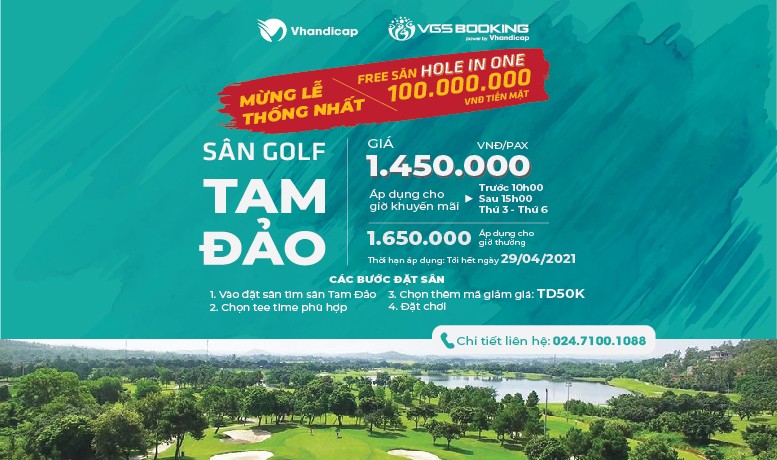 Vhandicap
VGS BOOKING
power by Vhandicap
MỪNG LỄ
THỐNG NHẤT
FREE SÂN HOLE IN ONE
100.000.000
VNĐ TIỀN MẶT
SÂN GOLF
TAM
ĐẢO
GIÁ VNĐ/PAX
1.450.000
Áp dụng cho
giờ khuyến mãi
Trước 10h00
Sau 15h00
Thứ 3 - Thứ 6
1.650.000
Áp dụng cho
giờ thường
Thời hạn áp dụng: Tới hết ngày 29/04/2021
CÁC BƯỚC ĐẶT SÂN
1. Vào đặt sân tìm sân Tam Đảo
2. Chọn tee time phù hợp
3. Chọn thêm mã giảm giá: TD50K
4. Đặt chơi
Chi tiết liên hệ: 024.7100.1088